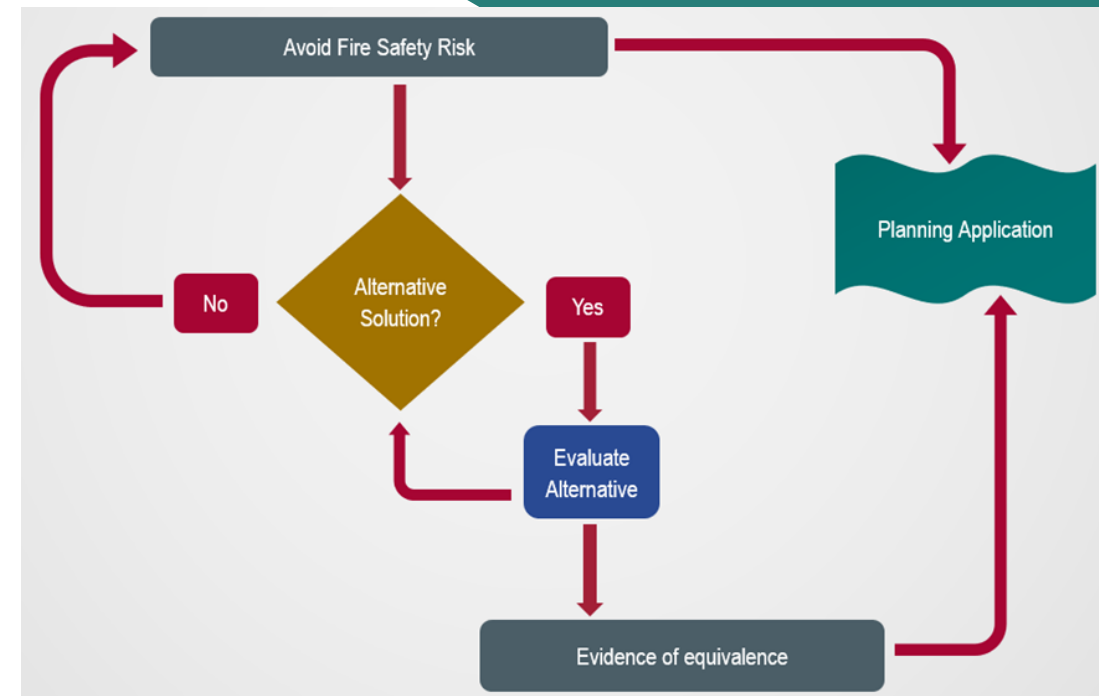 Avoid Fire Safety Risk
Planning Application
Alternative
Solution?
No
Yes
Evaluate
Alternative
Evidence of equivalence